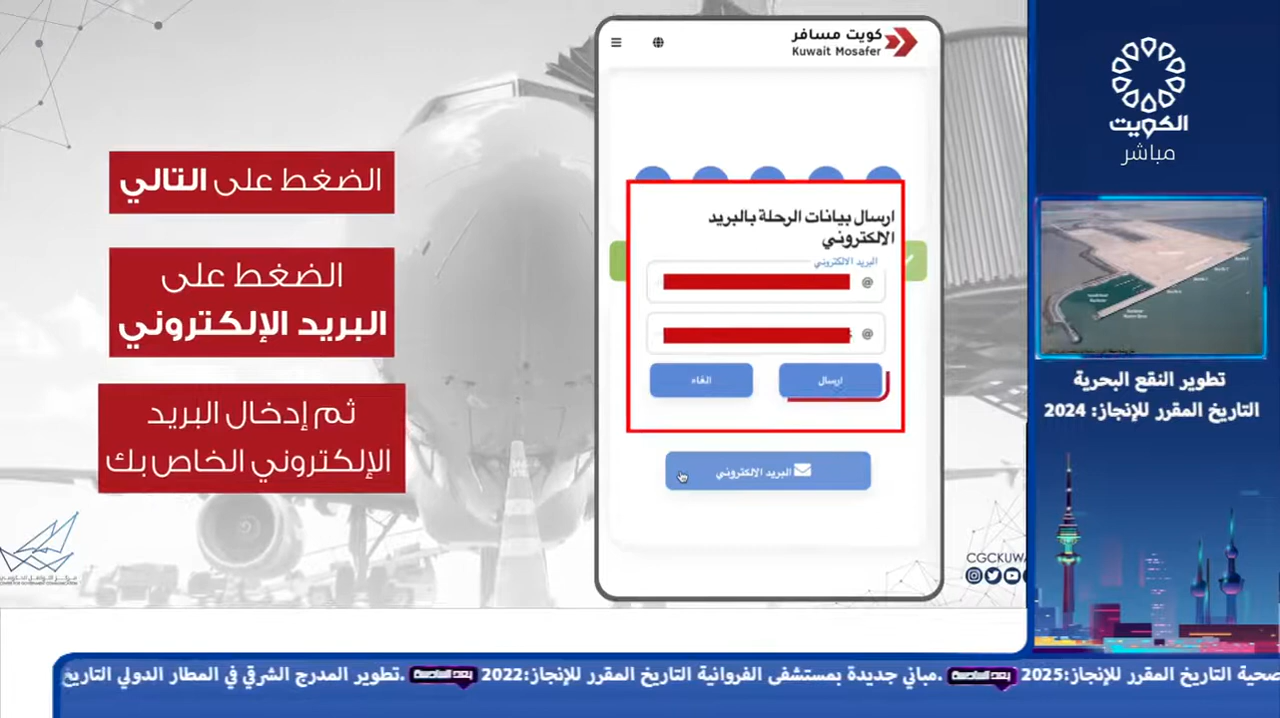 الضغط على التالي
الضغط على
البريد الإلكتروني
ثم إدخال البريد
الإلكتروني الخاص بك
كويت مسافر
Kuwait Mosafer
ارسال بيانات الرحلة بالبريد
الالكتروني
البريد الالكتروني
@
@
ارسال
الغاء
البريد الالكتروني
CGCKUWA
الكويت
مباشر
تطوير النقع البحرية
التاريخ المقرر للإنجاز: 2024
صحية التاريخ المقرر للإنجاز:2025 .مباني جديدة بمستشفى الفروانية التاريخ المقرر للإنجاز:2022 .تطوير المدرج الشرقي في المطار الدولي التاريخ